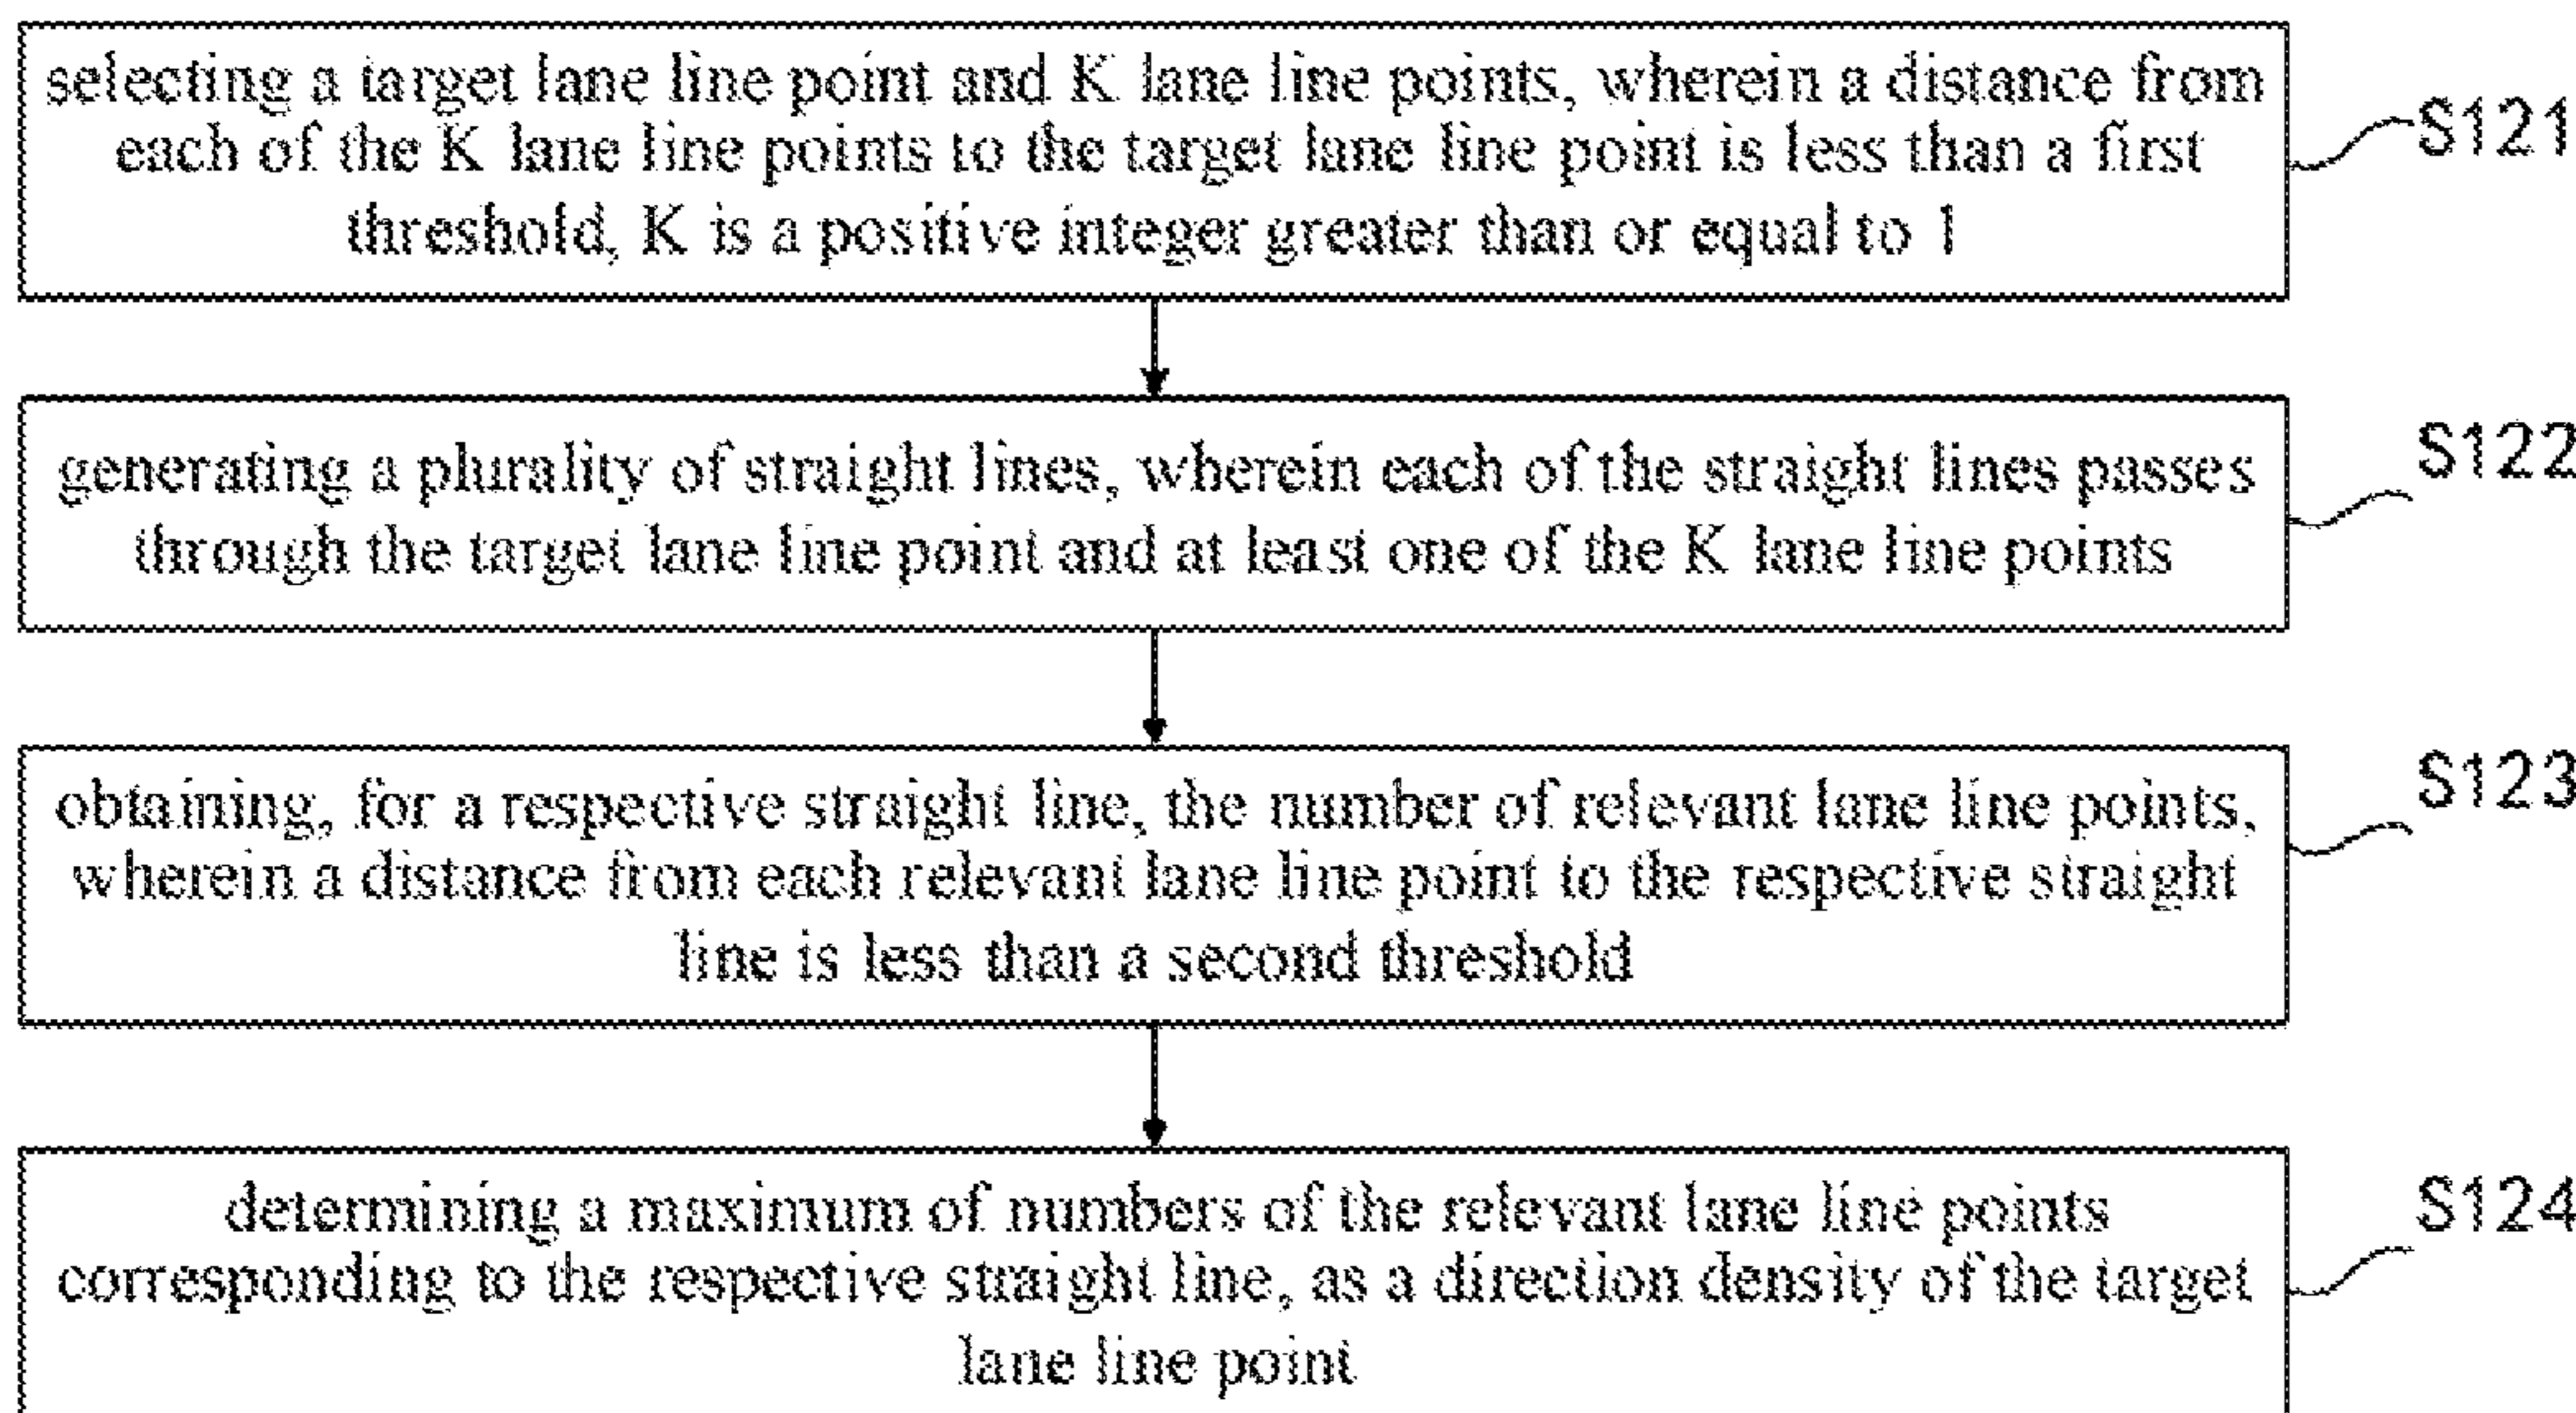 selecting a target lane line point and K lane line points, wherein a distance from
each of the K lane line points to the target lane line point is less than a first
threshold, K is a positive integer greater than or equal to 1
S121
generating a plurality of straight lines, wherein each of the straight lines passes
through the target lane line point and at least one of the K lane line points
S122
obtaining, for a respective straight line, the number of relevant lane line points,
wherein a distance from each relevant lane line point to the respective straight
line is less than a second threshold
S123
determining a maximum of numbers of the relevant lane line points
corresponding to the respective straight line, as a direction density of the target
lane line point
S124